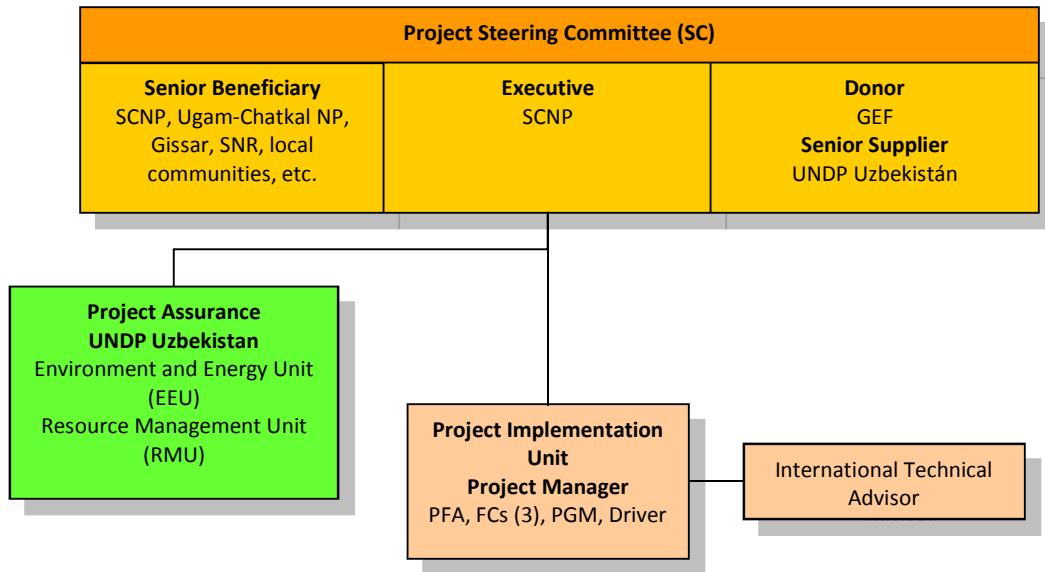 Project Steering Committee (SC)
Senior Beneficiary
SCNP, Ugam-Chatkal NP,
Gissar, SNR, local
communities, etc.
Executive
SCNP
Donor
GEF
Senior Supplier
UNDP Uzbekistán
Project Assurance
UNDP Uzbekistan
Environment and Energy Unit
(EEU)
Resource Management Unit
(RMU)
Project Implementation
Unit
Project Manager
PFA, FCs (3), PGM, Driver
International Technical
Advisor